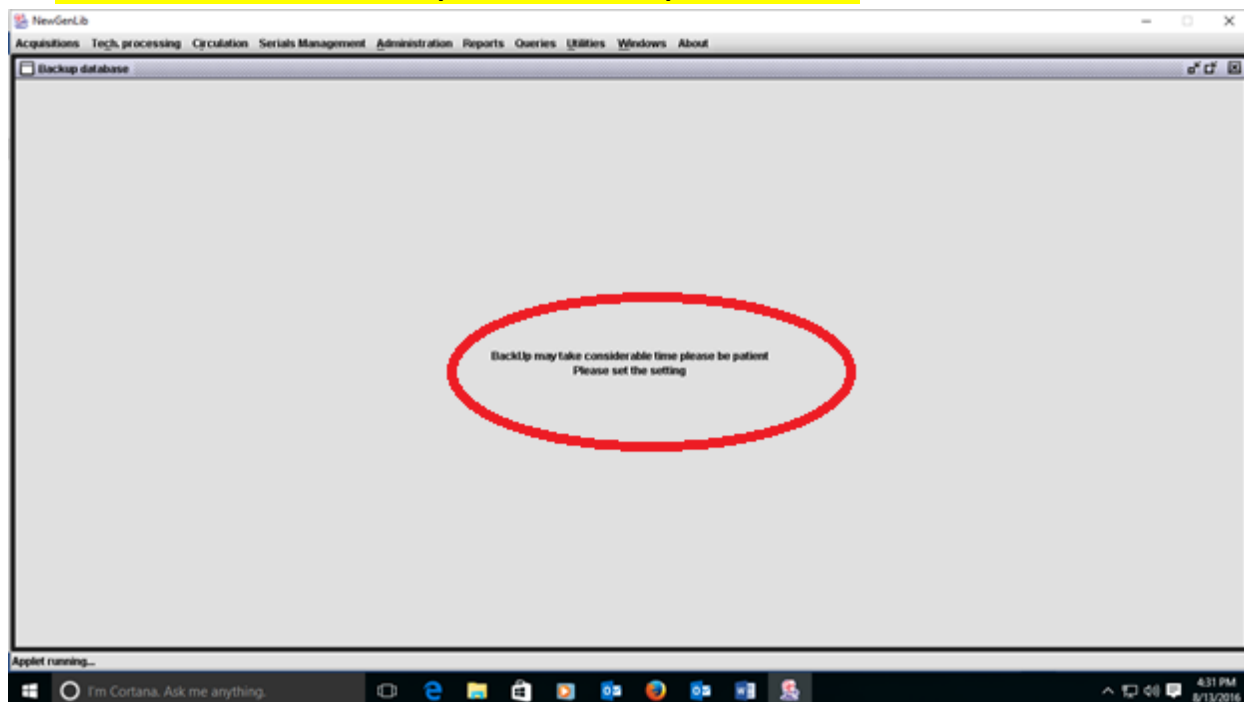 NewGenLib
Acquisitions Tech. processing Circulation Serials Management Administration Reports Queries Utilities Windows About
Backup database
BackUp may take considerable time please be patient
Please set the setting
Applet running...
I'm Cortana. Ask me anything.
4:31 PM
8/13/2016